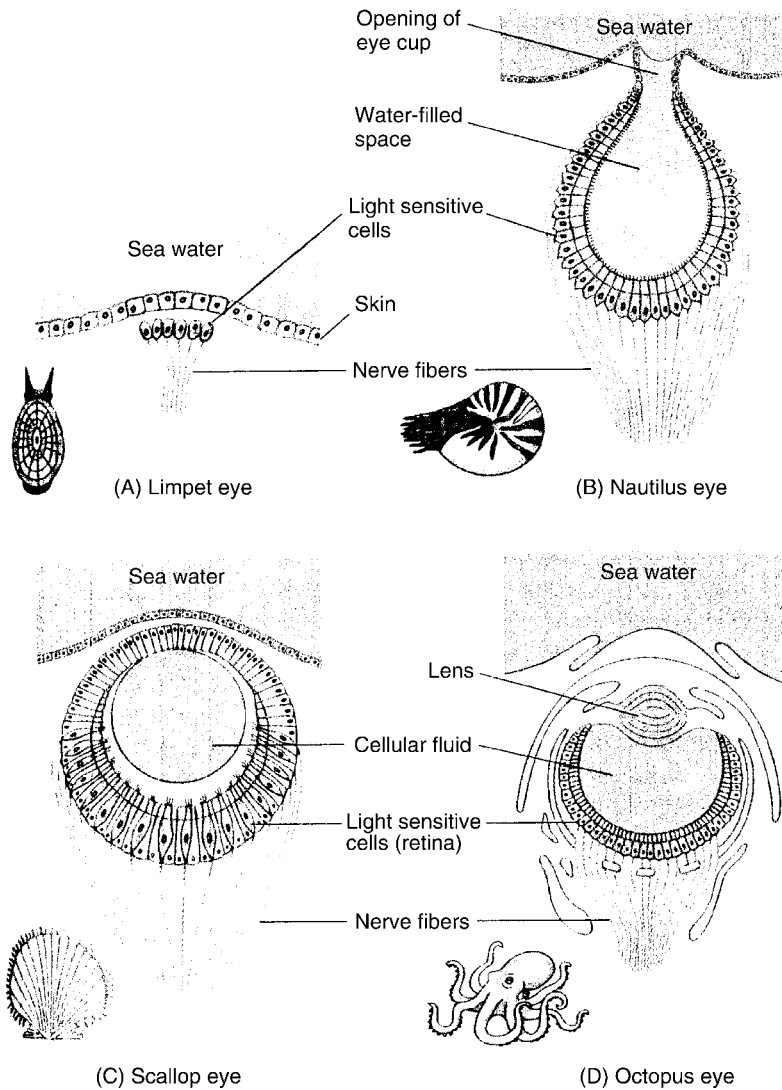 Opening of
eye cup
Sea water
Water-filled
space
Light sensitive
cells
Sea water
Skin
Nerve fibers
(A) Limpet eye
(B) Nautilus eye
Sea water
Sea water
Lens
Cellular fluid
Light sensitive
cells (retina)
Nerve fibers
(C) Scallop eye
(D) Octopus eye